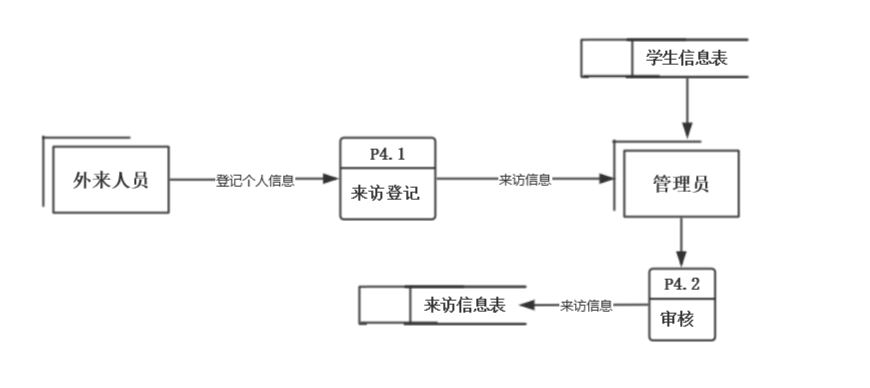 学生信息表
外来人员
登记个人信息
P4.1
来访登记
来访信息
管理员
P4.2
审核
来访信息
来访信息表